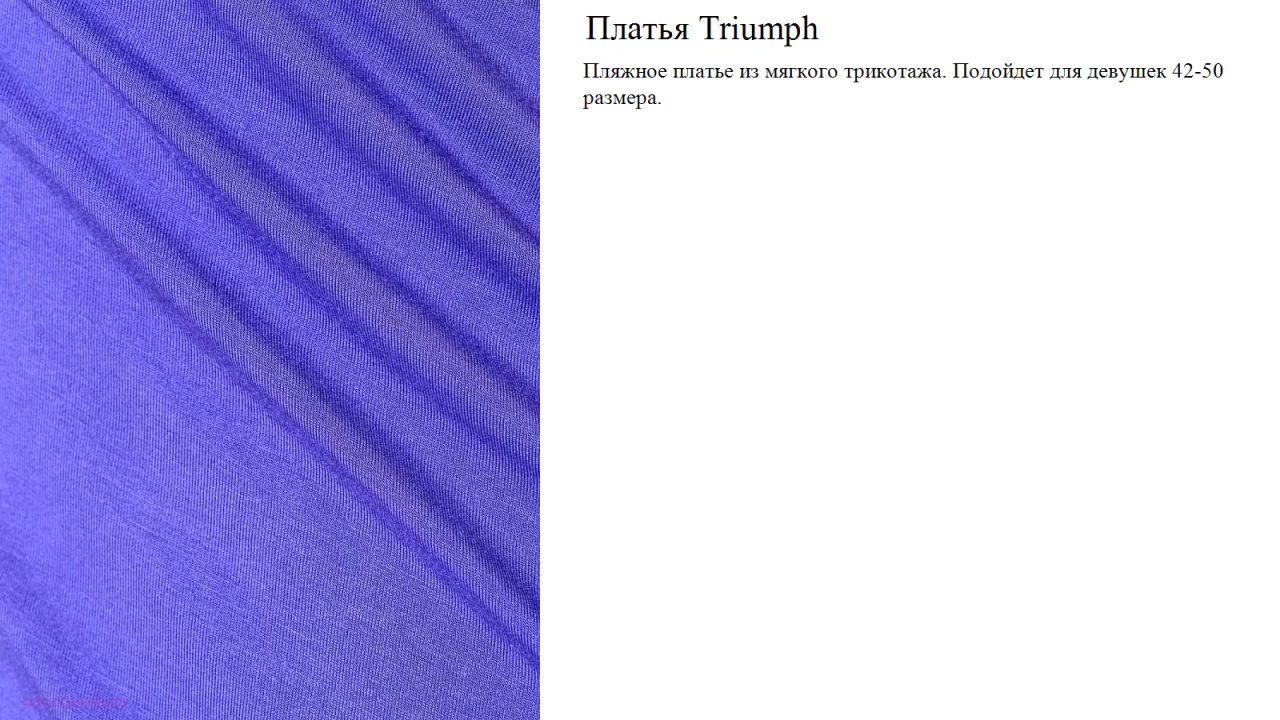 Платья Triumph
Пляжное платье из мягкого трикотажа. Подойдет для девушек 42-50
размера.